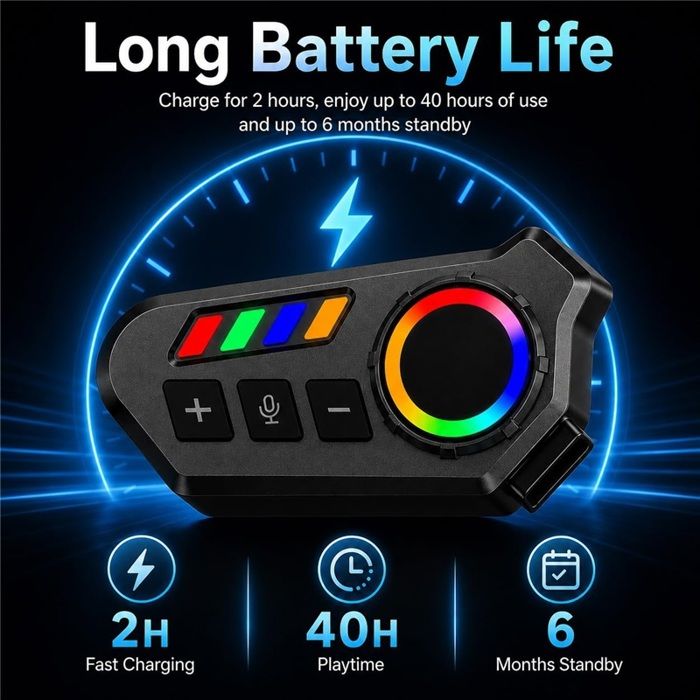 Long Battery Life
Charge for 2 hours, enjoy up to 40 hours of use
and up to 6 months standby
2H
Fast Charging
40H
Playtime
6
Months Standby